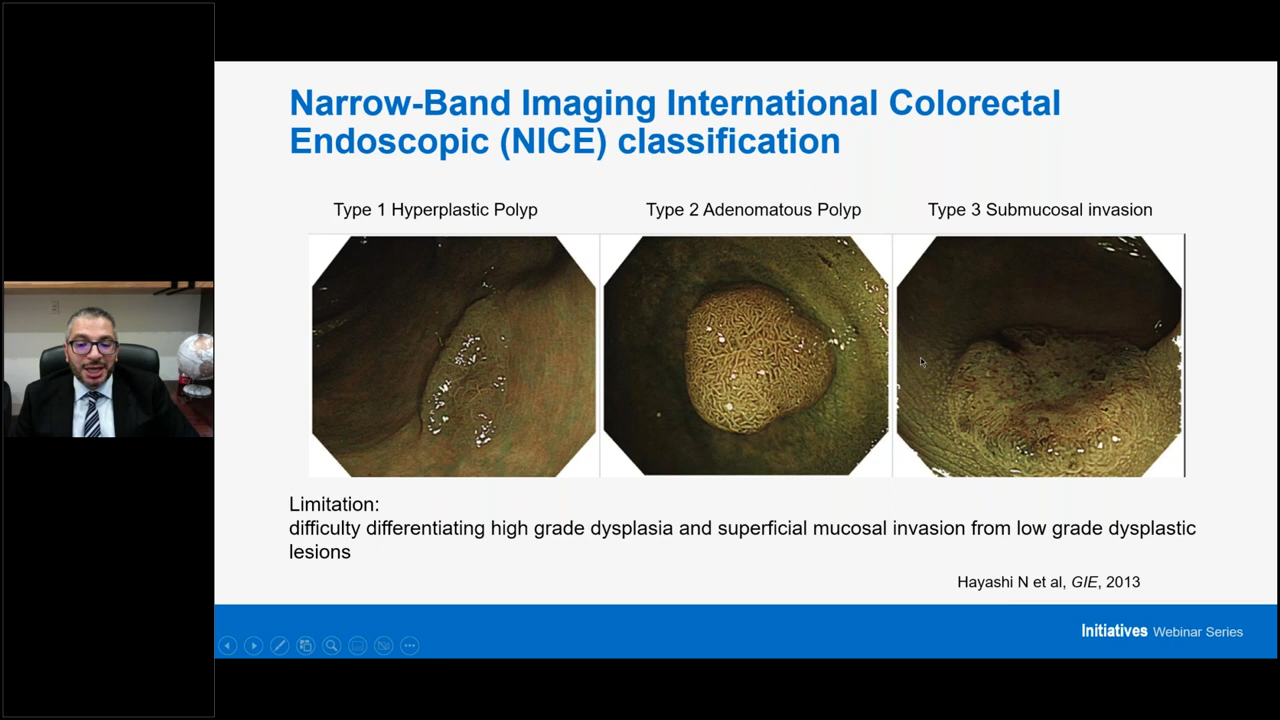 Narrow-Band Imaging International Colorectal
Endoscopic (NICE) classification
Type 1 Hyperplastic Polyp
Type 2 Adenomatous Polyp
Type 3 Submucosal invasion
Limitation:
difficulty differentiating high grade dysplasia and superficial mucosal invasion from low grade dysplastic
lesions
Hayashi N et al, GIE, 2013
Initiatives Webinar Series